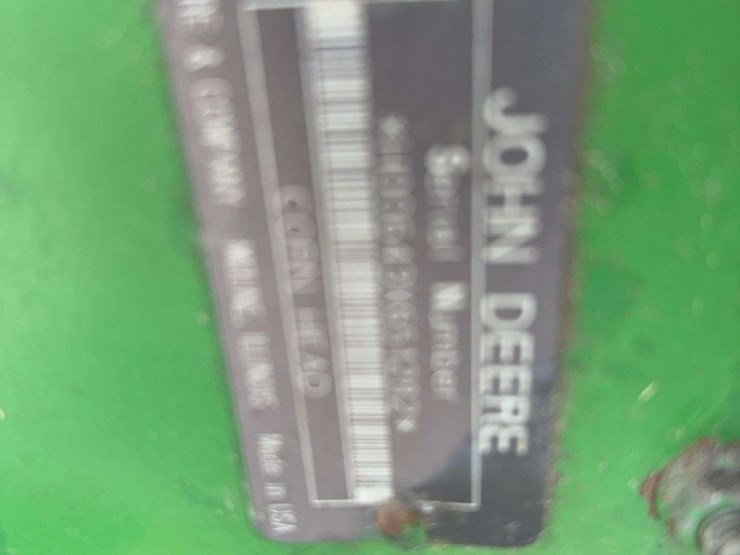 JOHN DEERE
Serial Number
CORN HEAD
& COMPANY MOLINE, ILLINOIS Made in USA